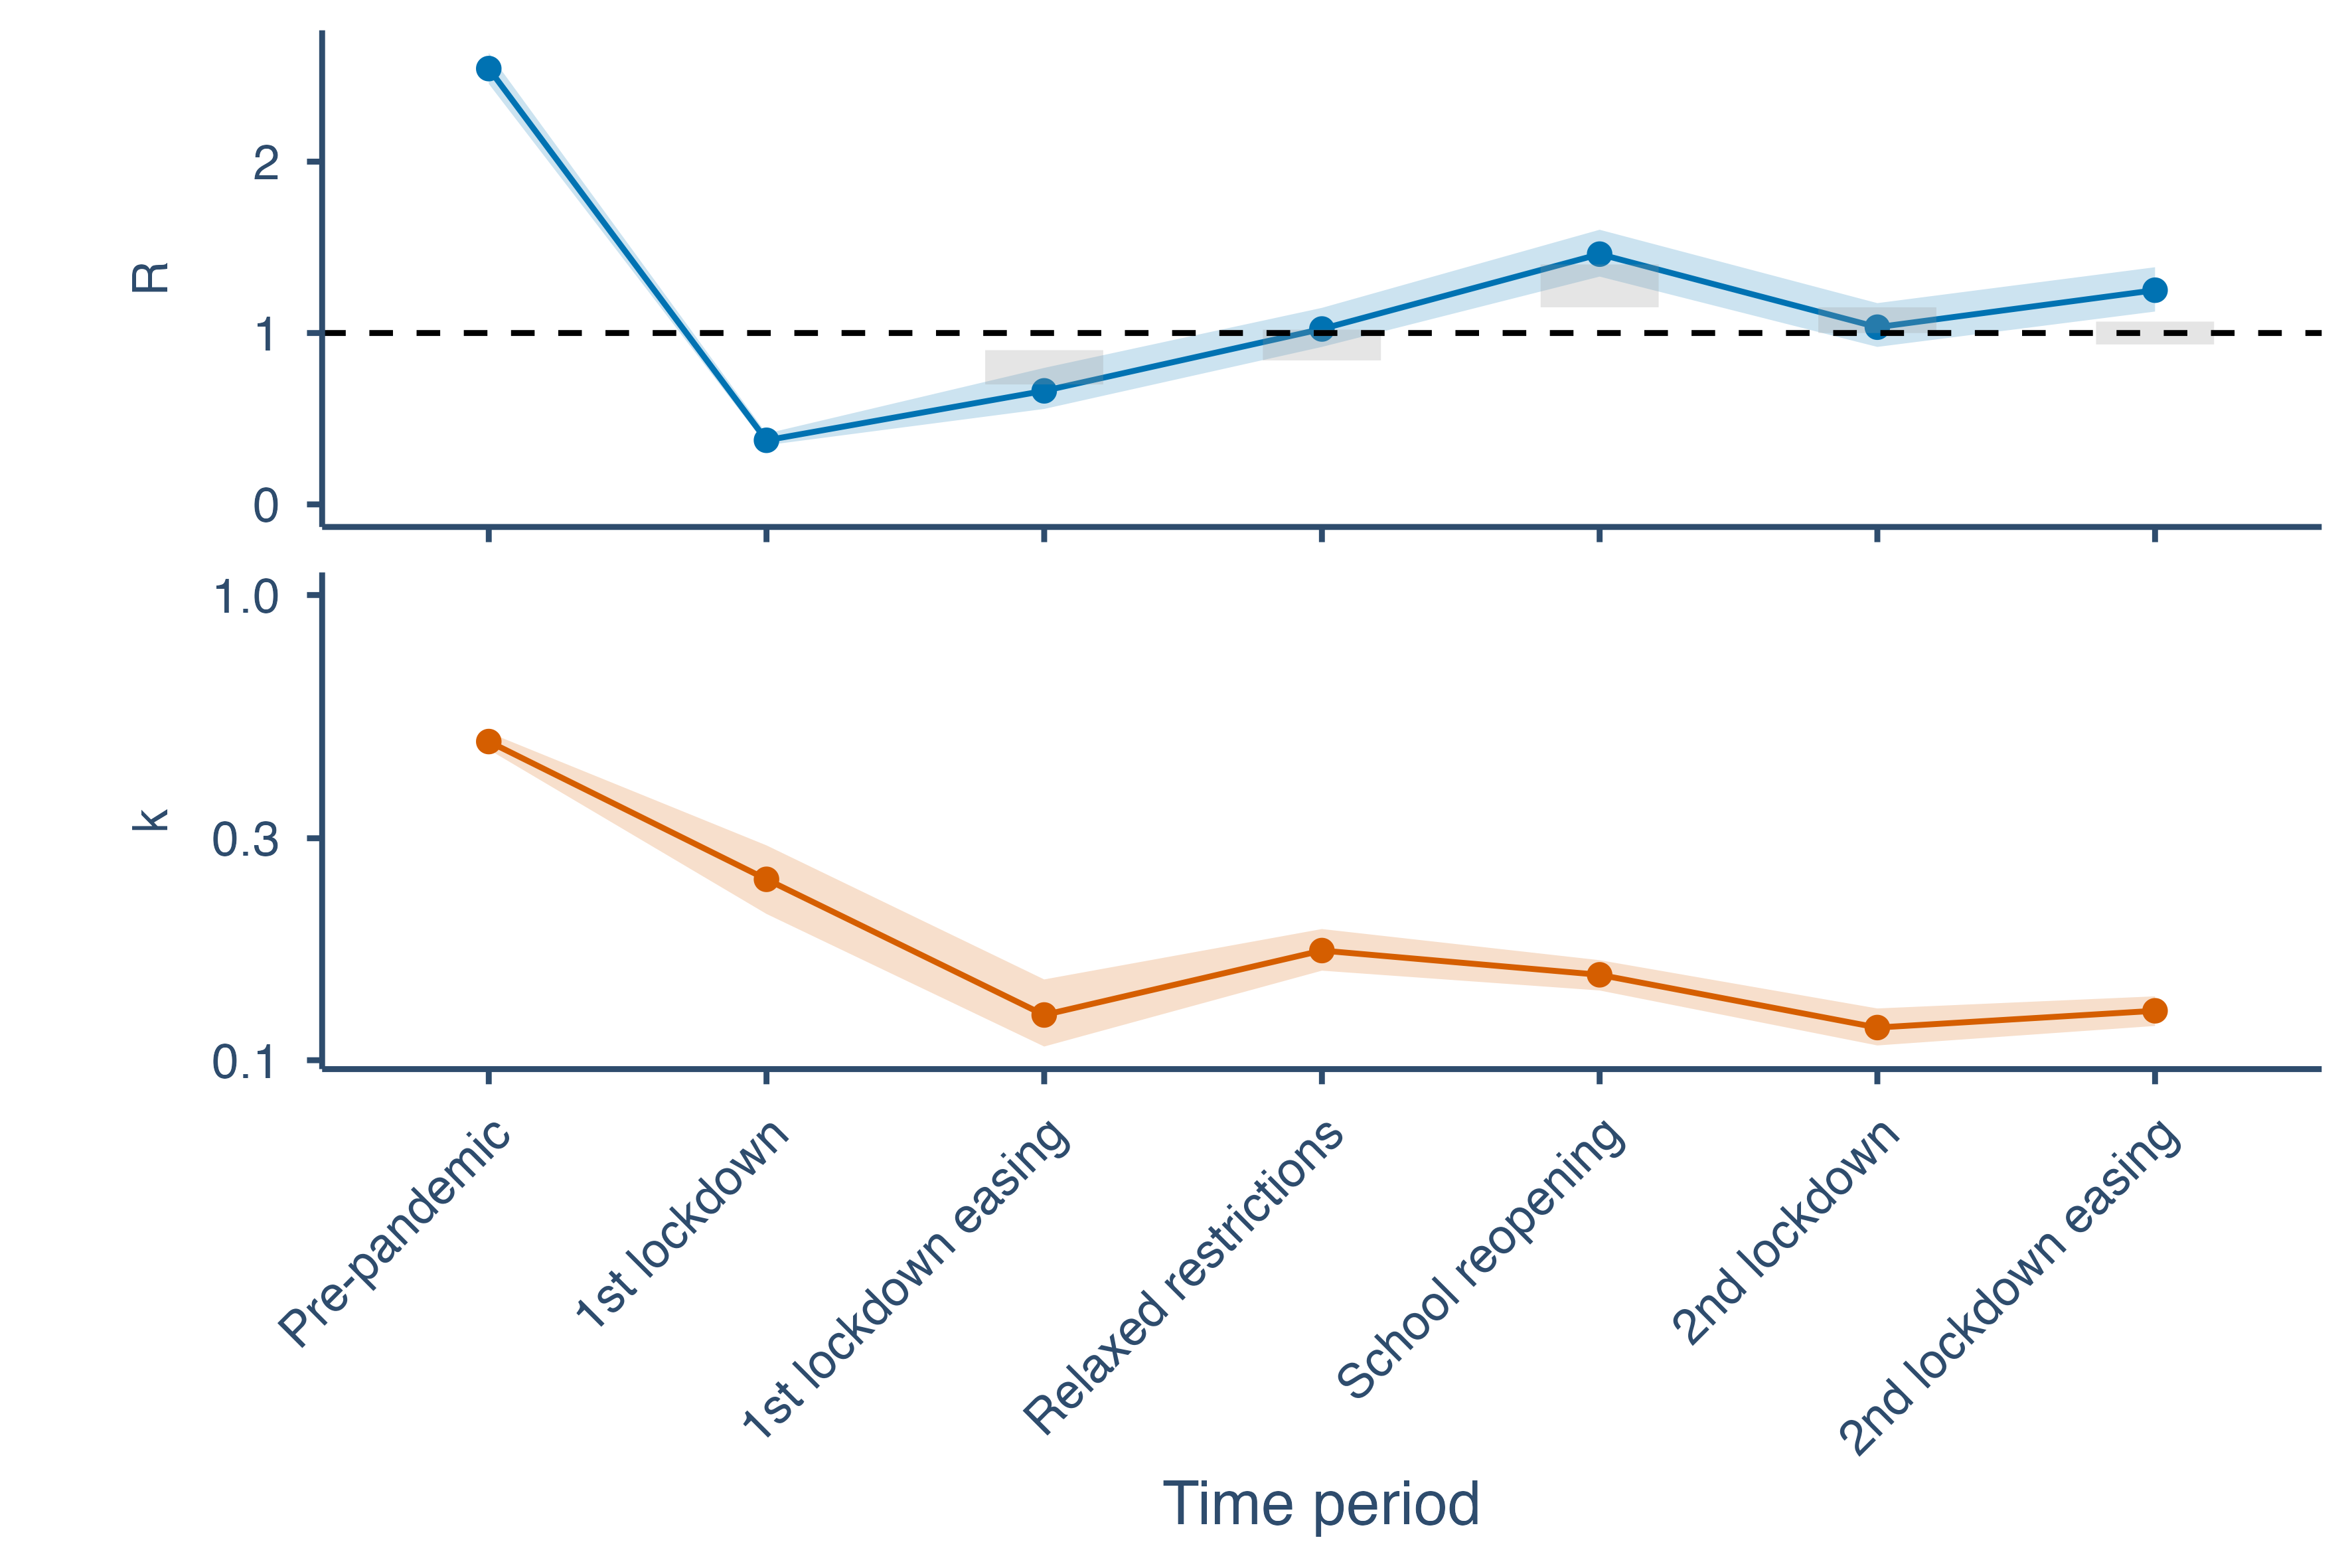 R
2
1
0
k
1.0
0.3
0.1
Pre-pandemic
1st lockdown
1st lockdown easing
Relaxed restrictions
School reopening
2nd lockdown
2nd lockdown easing
Time period